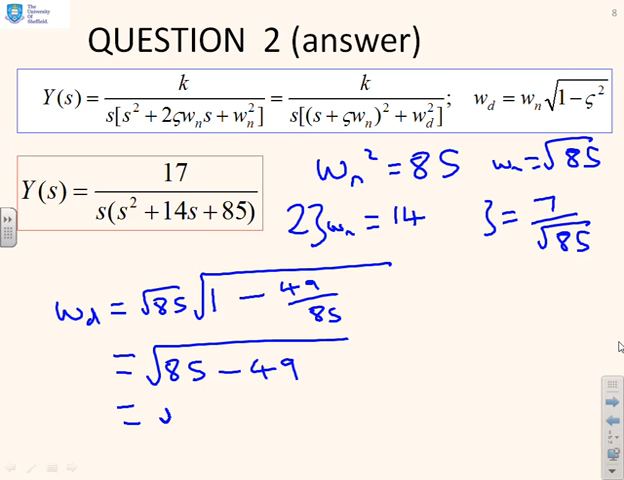 The University Of Sheffield.
8
QUESTION 2 (answer)
Y(s) = k / s[s² + 2ςwₙs + wₙ²] = k / s[(s + ςwₙ)² + w_d²]; w_d = wₙ√(1 − ς²)
Y(s) = 17 / s(s² + 14s + 85)
wₙ² = 85 wₙ = √85
2ζwₙ = 14 ζ = 7/√85
w_d = √85 √(1 − 49/85)
= √(85 − 49)
=